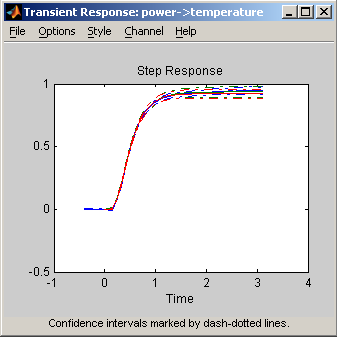 Transient Response: power->temperature
File Options Style Channel Help
Step Response
1
0.5
0
-0.5
-1 0 1 2 3 4
Time
Confidence intervals marked by dash-dotted lines.